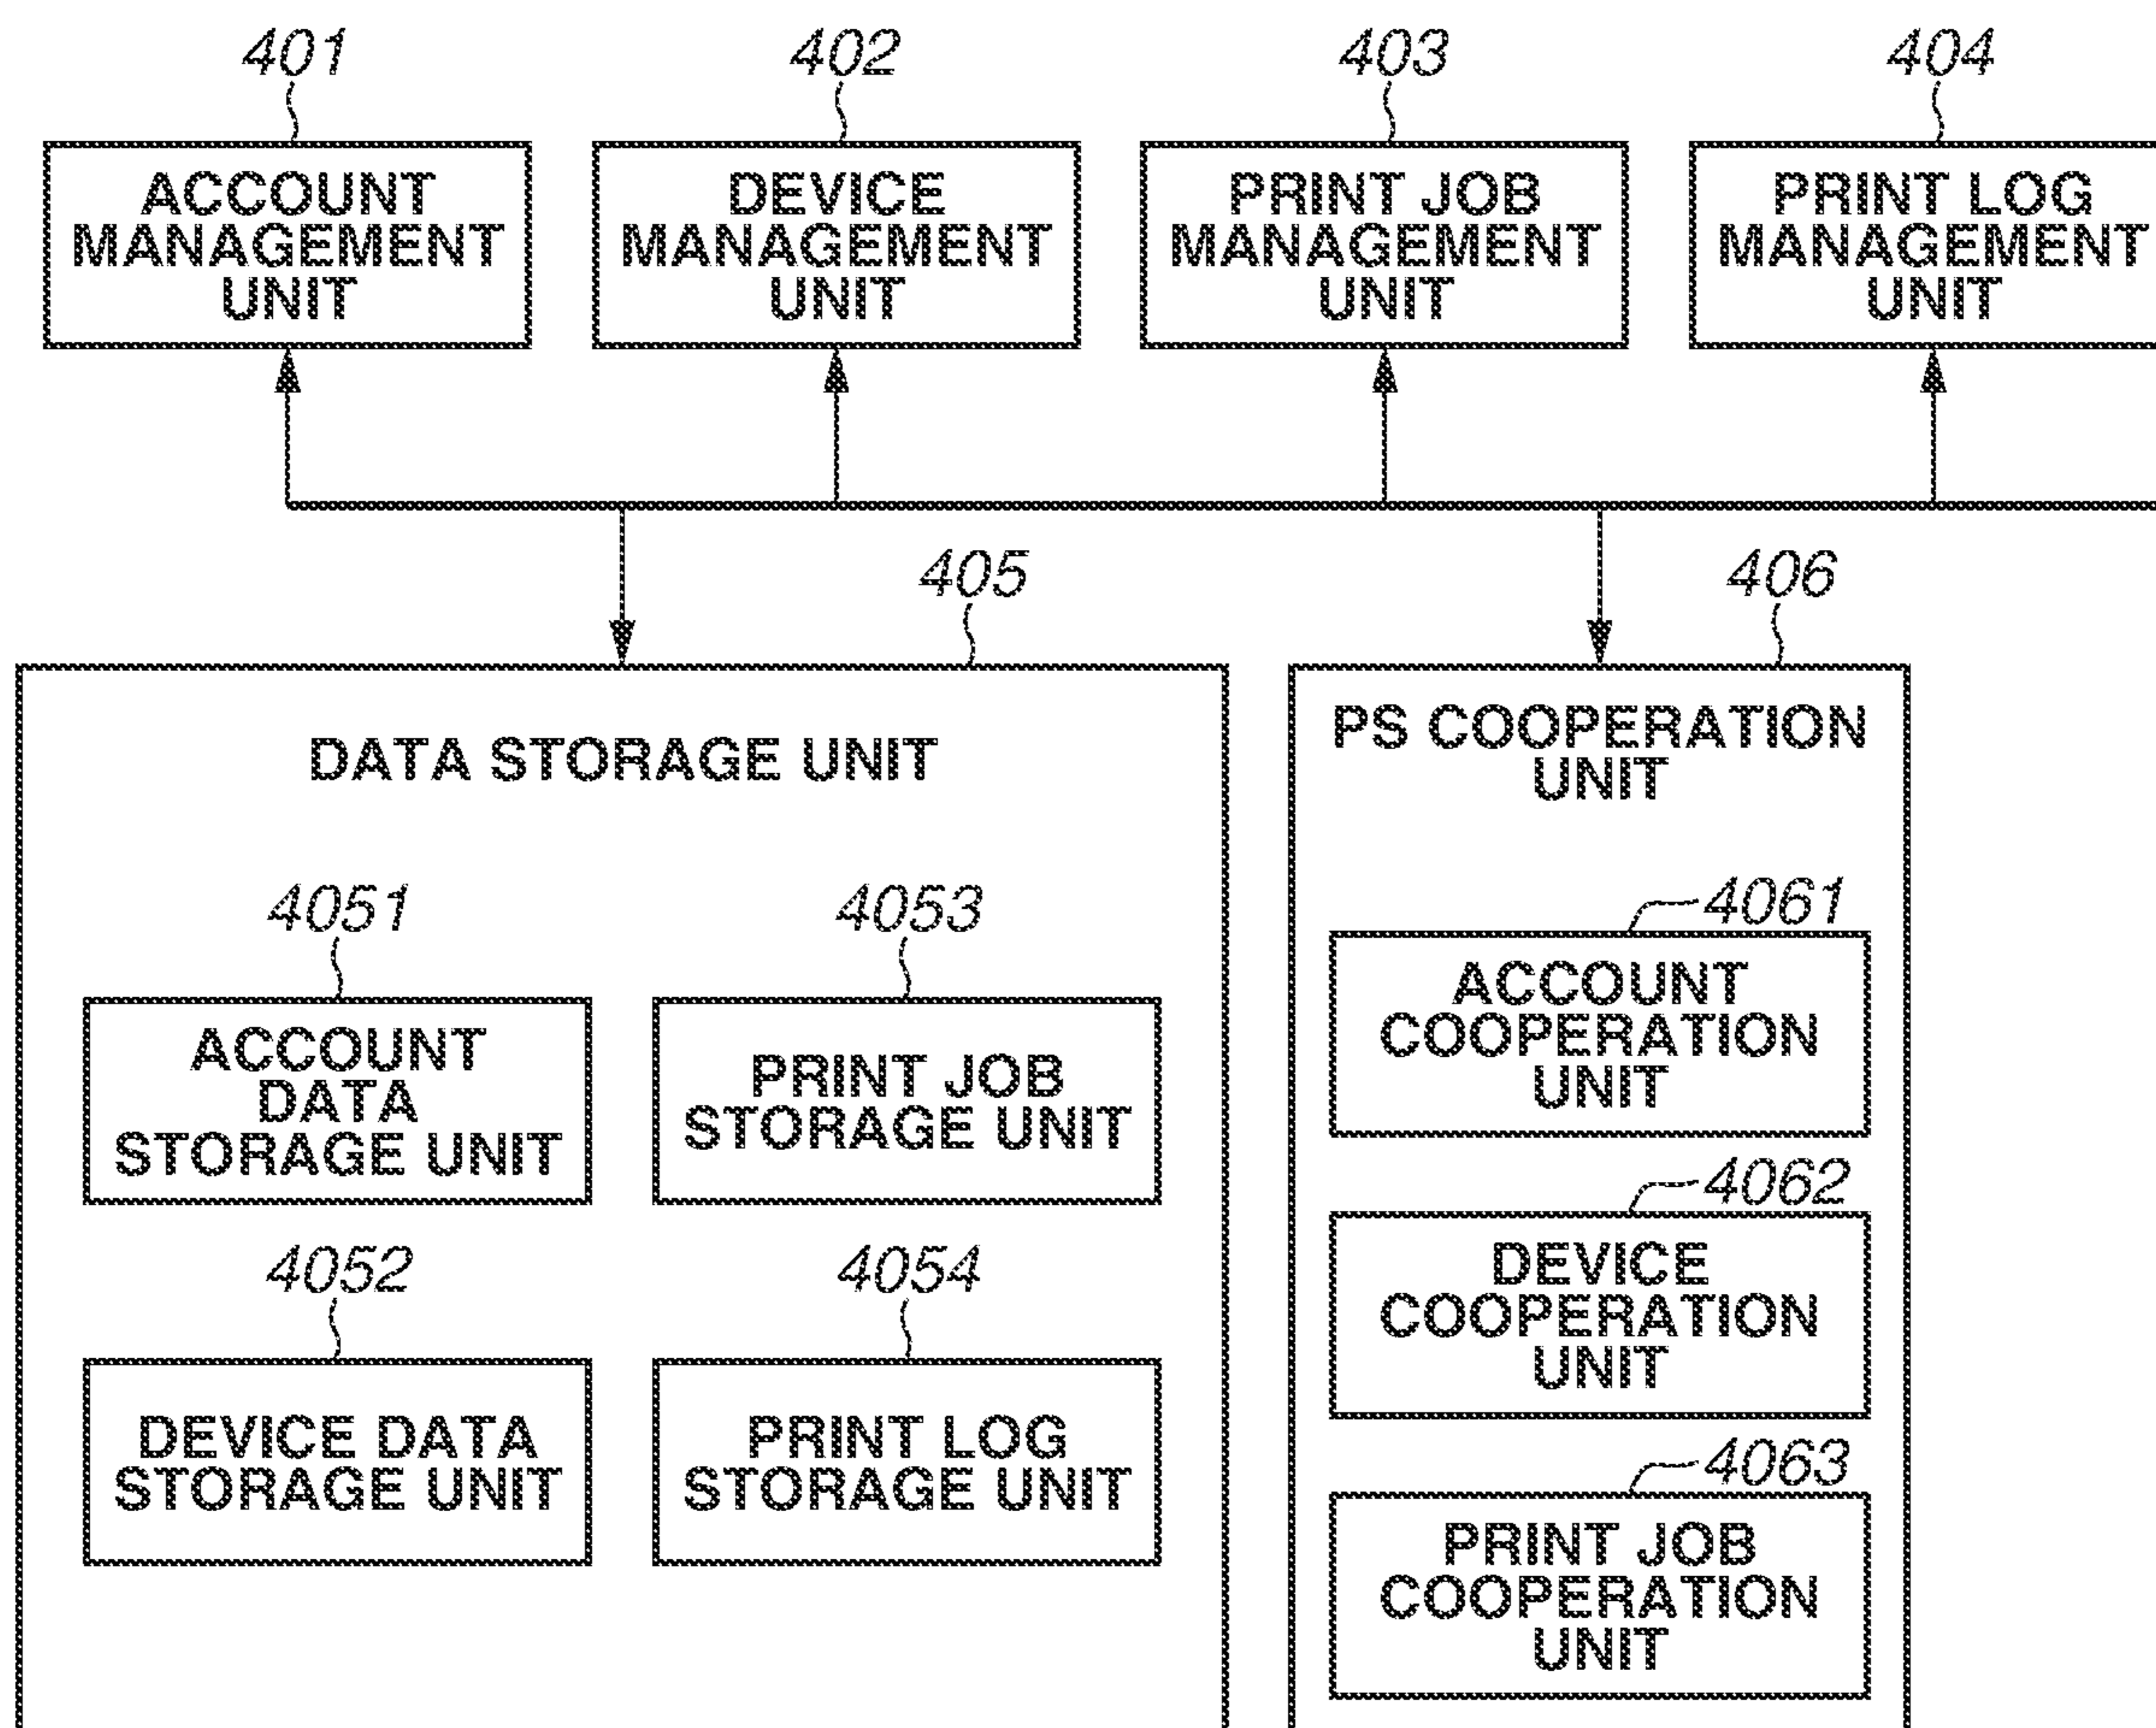 401
402
403
404
ACCOUNT
MANAGEMENT
UNIT
DEVICE
MANAGEMENT
UNIT
PRINT JOB
MANAGEMENT
UNIT
PRINT LOG
MANAGEMENT
UNIT
405
406
DATA STORAGE UNIT
4051
ACCOUNT
DATA
STORAGE UNIT
4053
PRINT JOB
STORAGE UNIT
4052
DEVICE DATA
STORAGE UNIT
4054
PRINT LOG
STORAGE UNIT
PS COOPERATION
UNIT
4061
ACCOUNT
COOPERATION
UNIT
4062
DEVICE
COOPERATION
UNIT
4063
PRINT JOB
COOPERATION
UNIT